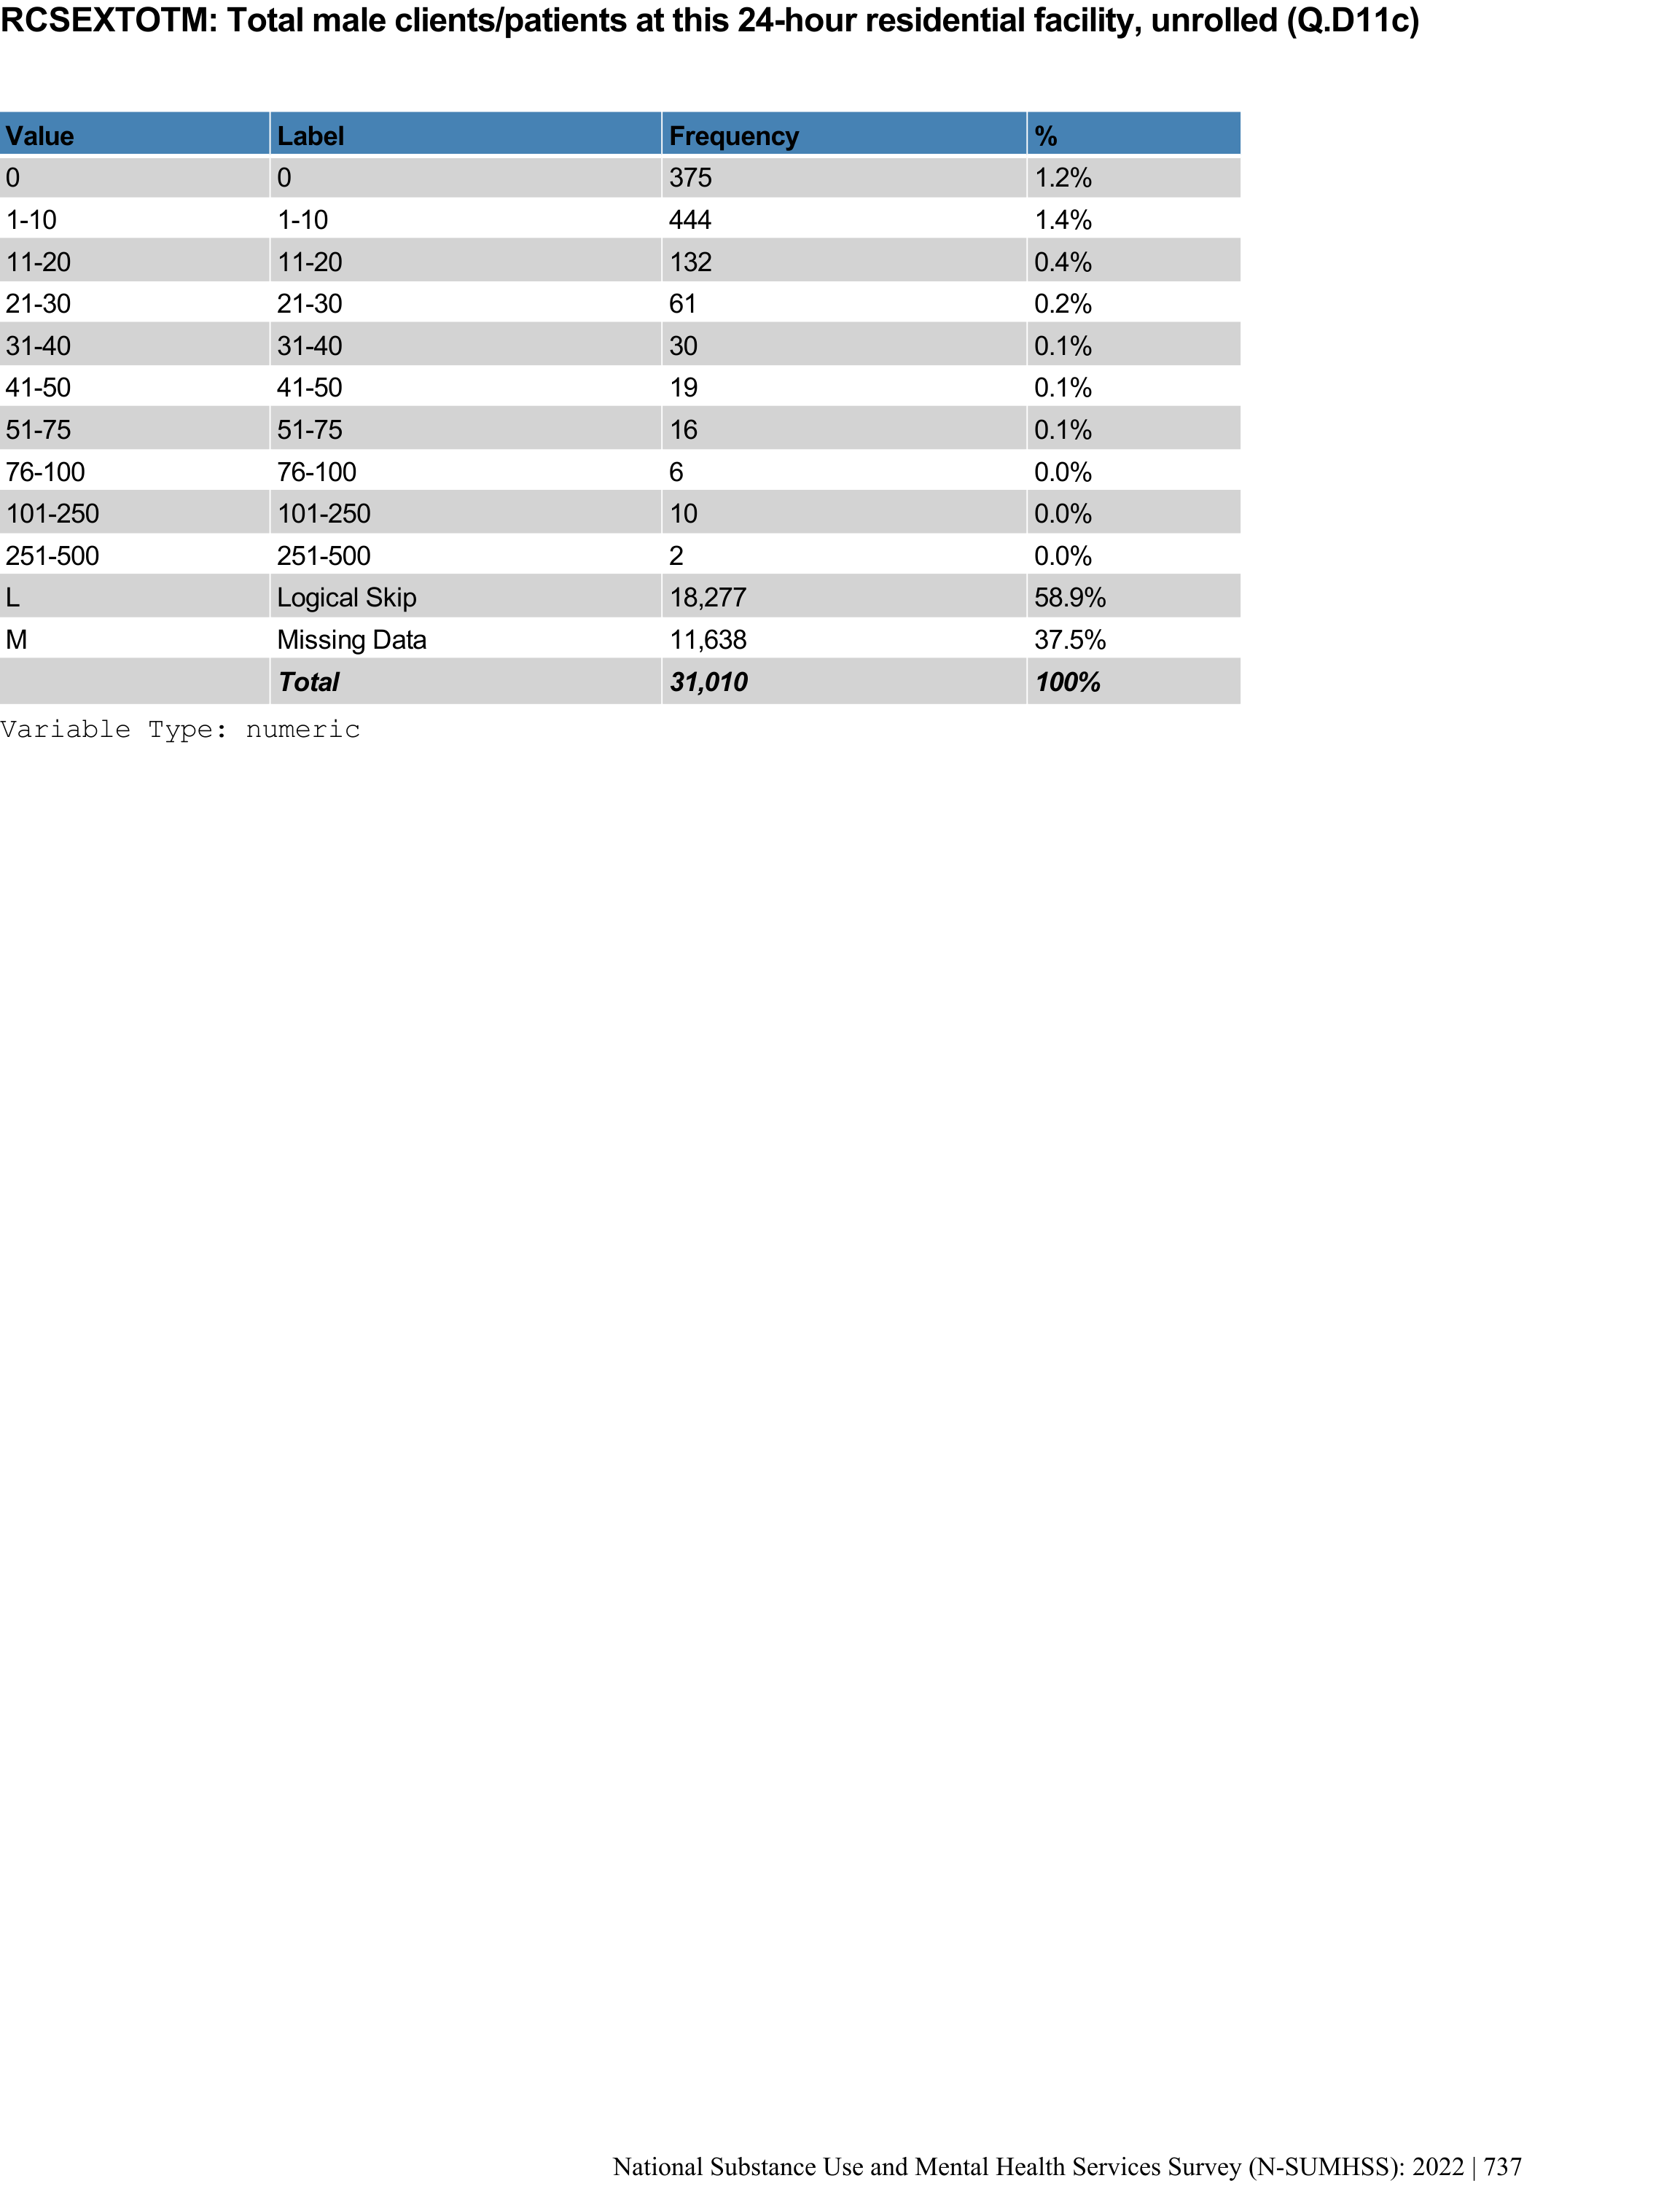 RCSEXTOTM: Total male clients/patients at this 24-hour residential facility, unrolled (Q.D11c)
Value Label Frequency %
0 0 375 1.2%
1-10 1-10 444 1.4%
11-20 11-20 132 0.4%
21-30 21-30 61 0.2%
31-40 31-40 30 0.1%
41-50 41-50 19 0.1%
51-75 51-75 16 0.1%
76-100 76-100 6 0.0%
101-250 101-250 10 0.0%
251-500 251-500 2 0.0%
L Logical Skip 18,277 58.9%
M Missing Data 11,638 37.5%
Total 31,010 100%
Variable Type: numeric
National Substance Use and Mental Health Services Survey (N-SUMHSS): 2022 | 737